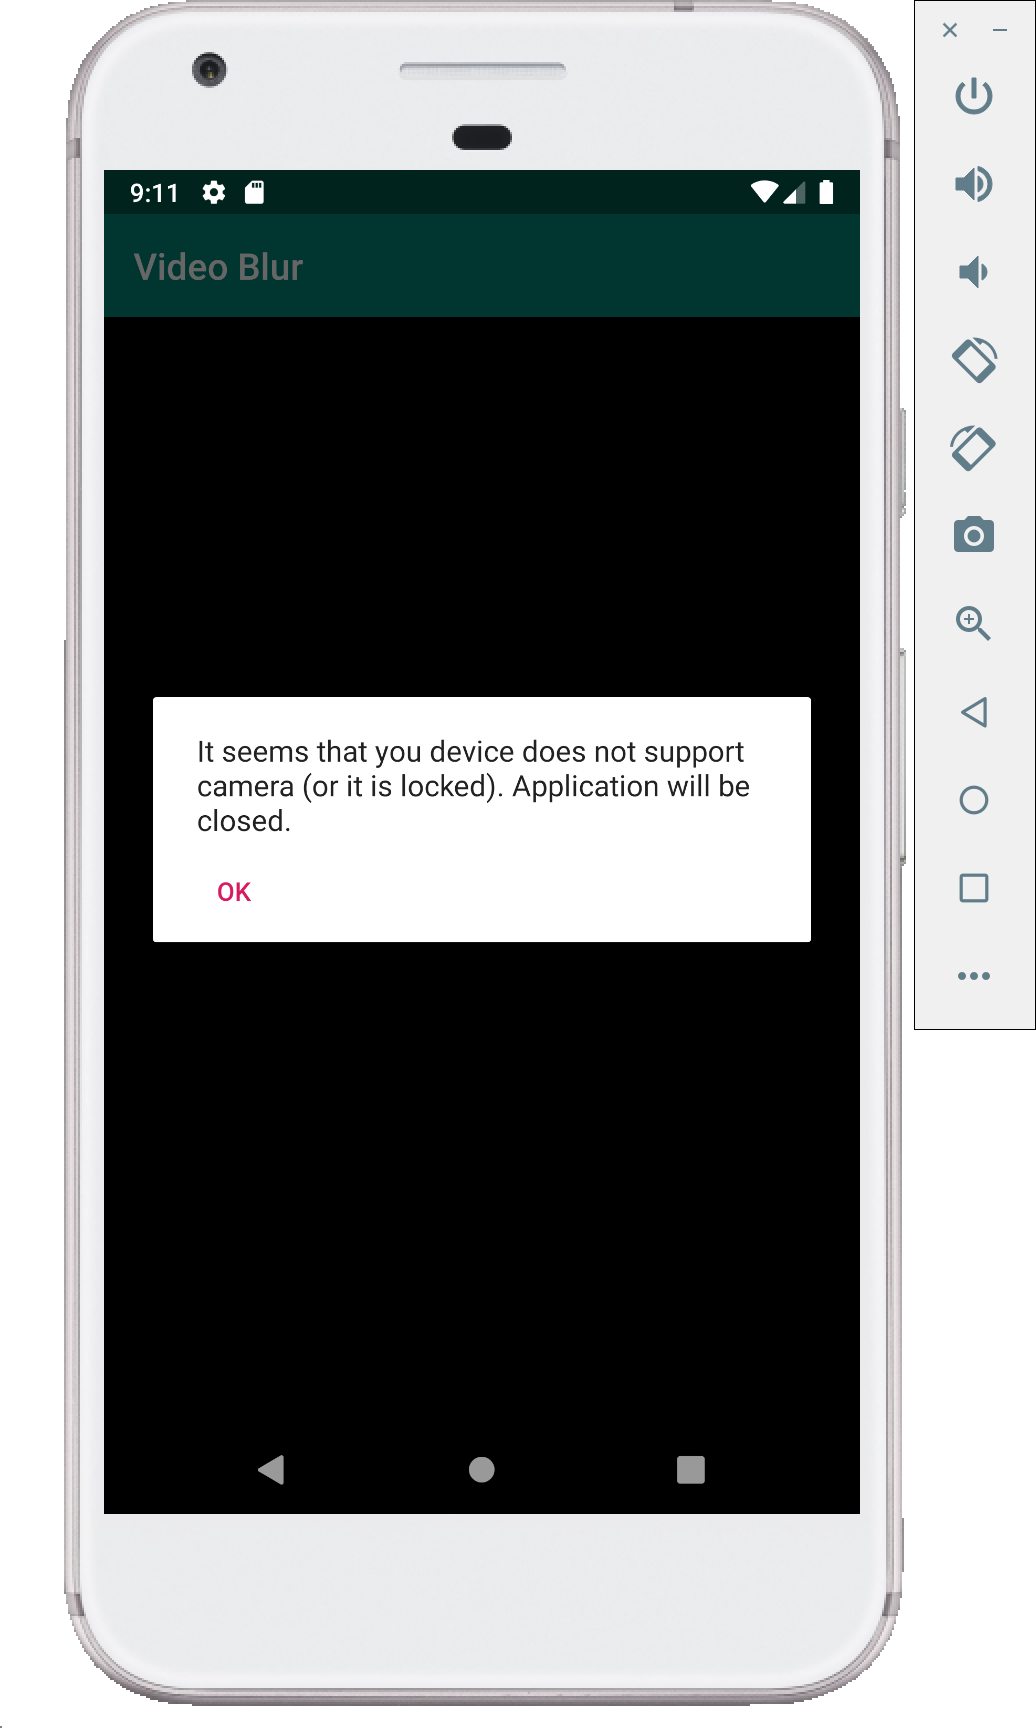 9:11
Video Blur
It seems that you device does not support
camera (or it is locked). Application will be
closed.
OK